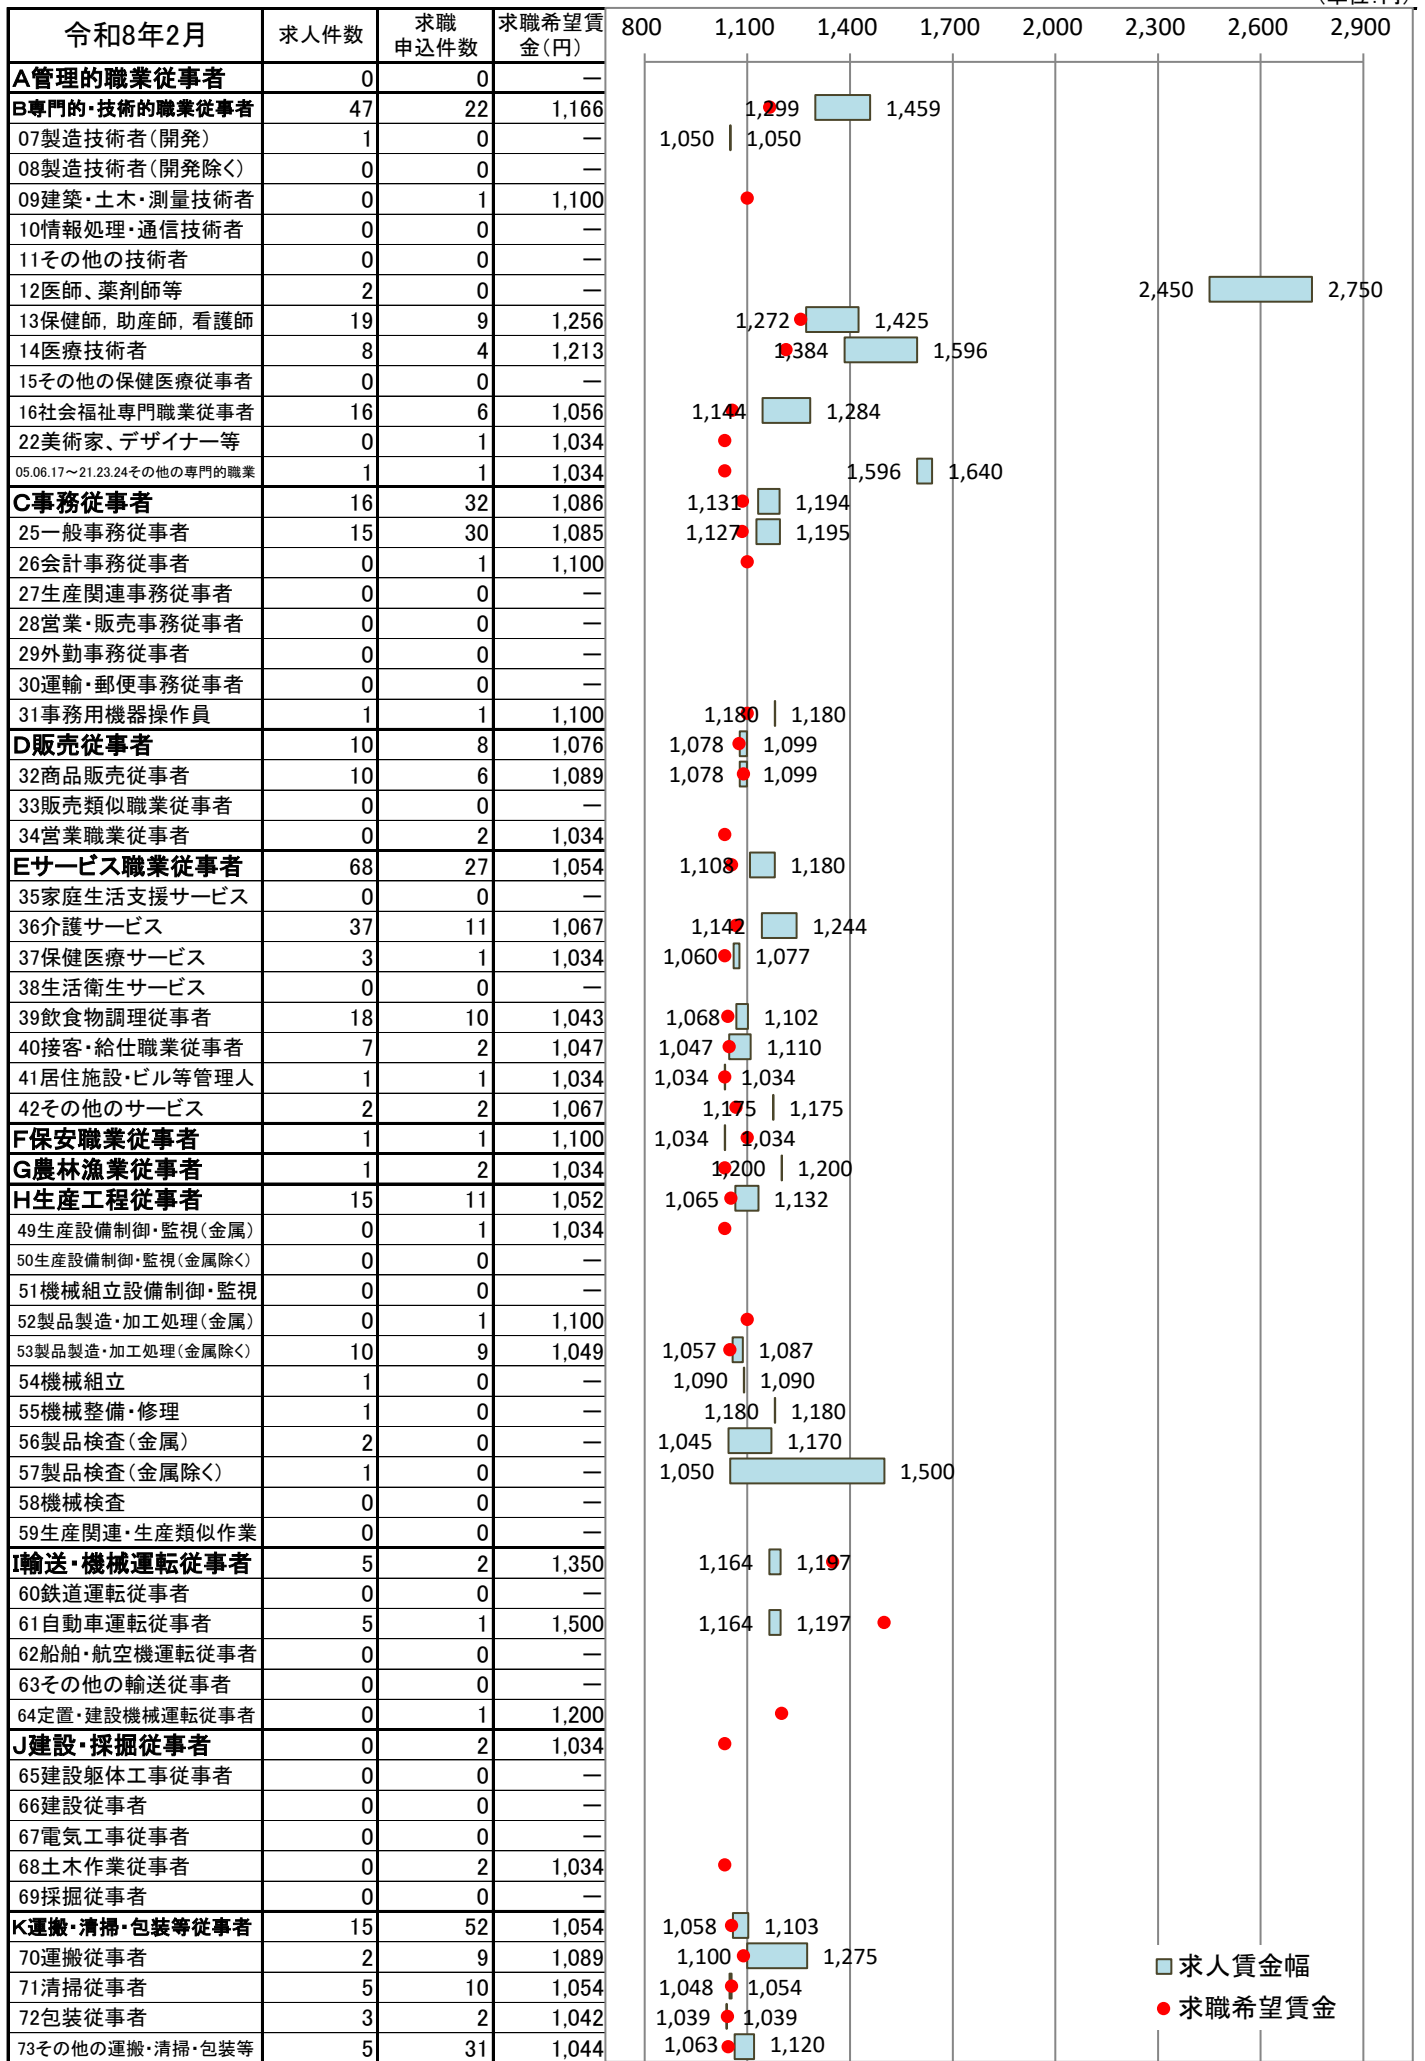 (単位:円)
令和8年2月 求人件数 求職申込件数 求職希望賃金(円) 800 1,100 1,400 1,700 2,000 2,300 2,600 2,900
A管理的職業従事者 0 0 —
B専門的・技術的職業従事者 47 22 1,166 1,299 1,459
07製造技術者(開発) 1 0 — 1,050 1,050
08製造技術者(開発除く) 0 0 —
09建築・土木・測量技術者 0 1 1,100
10情報処理・通信技術者 0 0 —
11その他の技術者 0 0 —
12医師、薬剤師等 2 0 — 2,450 2,750
13保健師,助産師,看護師 19 9 1,256 1,272 1,425
14医療技術者 8 4 1,213 1,384 1,596
15その他の保健医療従事者 0 0 —
16社会福祉専門職業従事者 16 6 1,056 1,144 1,284
22美術家、デザイナー等 0 1 1,034
05.06.17～21.23.24その他の専門的職業 1 1 1,034 1,596 1,640
C事務従事者 16 32 1,086 1,131 1,194
25一般事務従事者 15 30 1,085 1,127 1,195
26会計事務従事者 0 1 1,100
27生産関連事務従事者 0 0 —
28営業・販売事務従事者 0 0 —
29外勤事務従事者 0 0 —
30運輸・郵便事務従事者 0 0 —
31事務用機器操作員 1 1 1,100 1,180 1,180
D販売従事者 10 8 1,076 1,078 1,099
32商品販売従事者 10 6 1,089 1,078 1,099
33販売類似職業従事者 0 0 —
34営業職業従事者 0 2 1,034
Eサービス職業従事者 68 27 1,054 1,108 1,180
35家庭生活支援サービス 0 0 —
36介護サービス 37 11 1,067 1,142 1,244
37保健医療サービス 3 1 1,034 1,060 1,077
38生活衛生サービス 0 0 —
39飲食物調理従事者 18 10 1,043 1,068 1,102
40接客・給仕職業従事者 7 2 1,047 1,047 1,110
41居住施設・ビル等管理人 1 1 1,034 1,034 1,034
42その他のサービス 2 2 1,067 1,175 1,175
F保安職業従事者 1 1 1,100 1,034 1,034
G農林漁業従事者 1 2 1,034 1,200 1,200
H生産工程従事者 15 11 1,052 1,065 1,132
49生産設備制御・監視(金属) 0 1 1,034
50生産設備制御・監視(金属除く) 0 0 —
51機械組立設備制御・監視 0 0 —
52製品製造・加工処理(金属) 0 1 1,100
53製品製造・加工処理(金属除く) 10 9 1,049 1,057 1,087
54機械組立 1 0 — 1,090 1,090
55機械整備・修理 1 0 — 1,180 1,180
56製品検査(金属) 2 0 — 1,045 1,170
57製品検査(金属除く) 1 0 — 1,050 1,500
58機械検査 0 0 —
59生産関連・生産類似作業 0 0 —
I輸送・機械運転従事者 5 2 1,350 1,164 1,197
60鉄道運転従事者 0 0 —
61自動車運転従事者 5 1 1,500 1,164 1,197
62船舶・航空機運転従事者 0 0 —
63その他の輸送従事者 0 0 —
64定置・建設機械運転従事者 0 1 1,200
J建設・採掘従事者 0 2 1,034
65建設躯体工事従事者 0 0 —
66建設従事者 0 0 —
67電気工事従事者 0 0 —
68土木作業従事者 0 2 1,034
69採掘従事者 0 0 —
K運搬・清掃・包装等従事者 15 52 1,054 1,058 1,103
70運搬従事者 2 9 1,089 1,100 1,275
71清掃従事者 5 10 1,054 1,048 1,054
72包装従事者 3 2 1,042 1,039 1,039
73その他の運搬・清掃・包装等 5 31 1,044 1,063 1,120
求人賃金幅
求職希望賃金